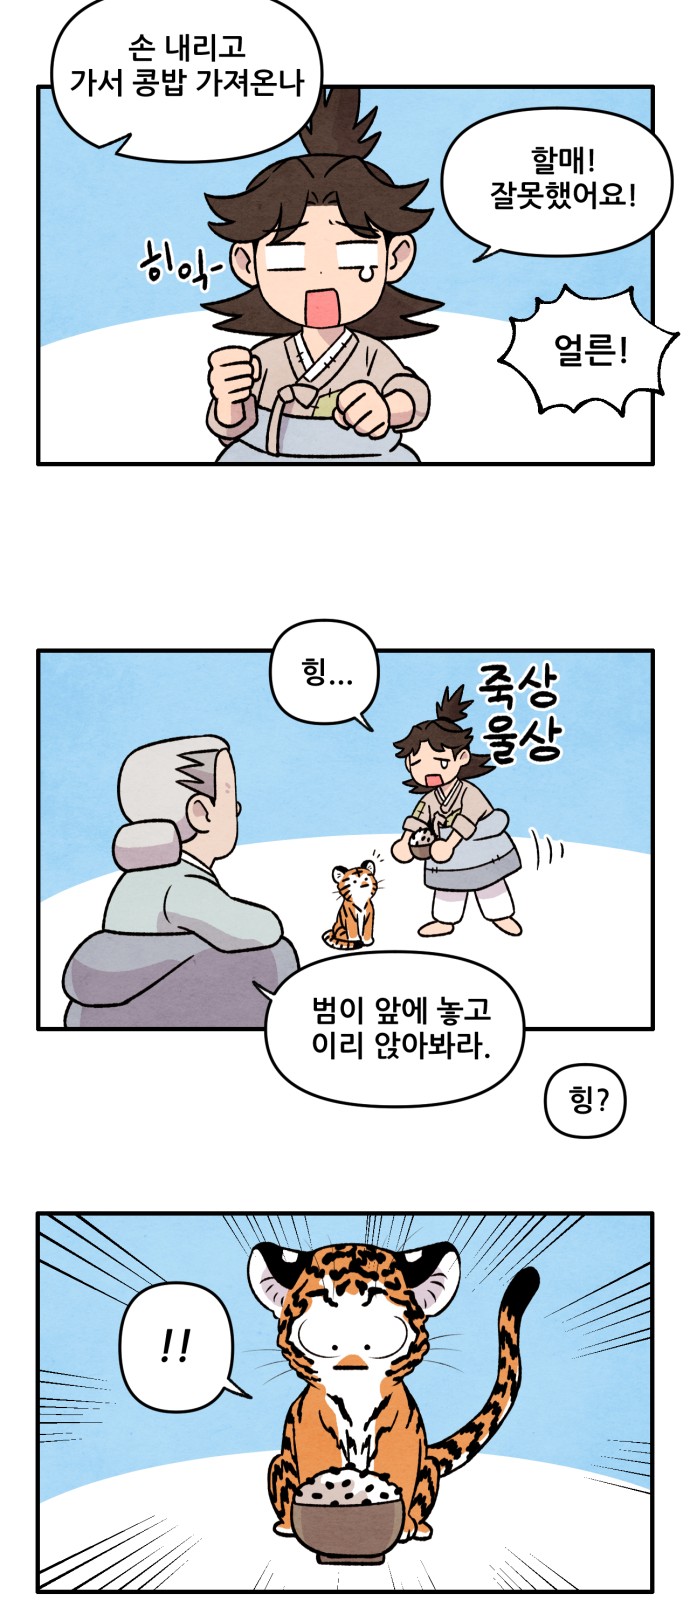 손 내리고
가서 콩밥 가져온나
할매!
잘못했어요!
히익-
얼른!
힝...
죽상
울상
범이 앞에 놓고
이리 앉아봐라.
힝?
!!